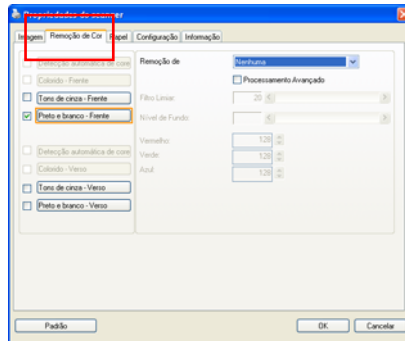 Propriedades do scanner
Imagem Remoção de Cor Papel Configuração Informação
Detecção automática de core
Colorido - Frente
Tons de cinza - Frente
Preto e branco - Frente
Detecção automática de core
Colorido - Verso
Tons de cinza - Verso
Preto e branco - Verso
Remoção de
Nenhuma
Processamento Avançado
Filtro Limiar: 20
Nível de Fundo: 
Vermelho: 128
Verde: 128
Azul: 128
Padrão OK Cancelar